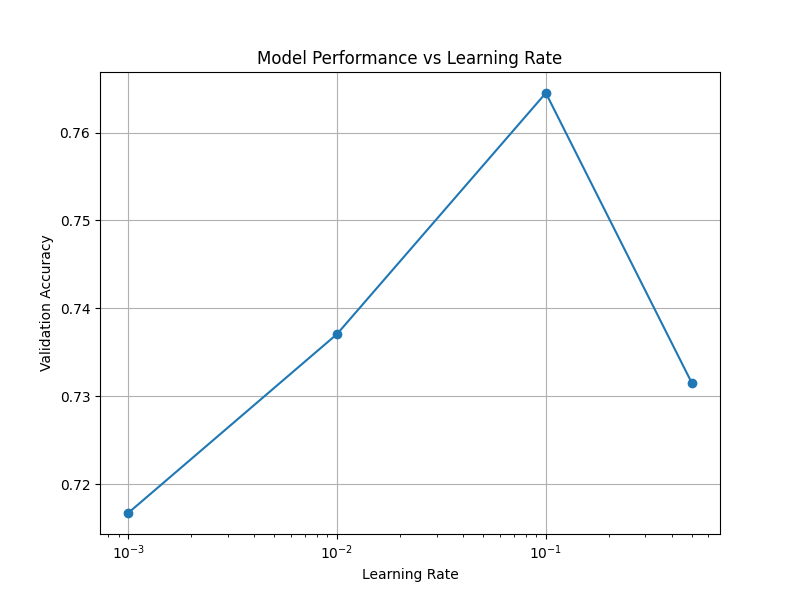 Model Performance vs Learning Rate
Validation Accuracy
0.76
0.75
0.74
0.73
0.72
10⁻³ 10⁻² 10⁻¹
Learning Rate